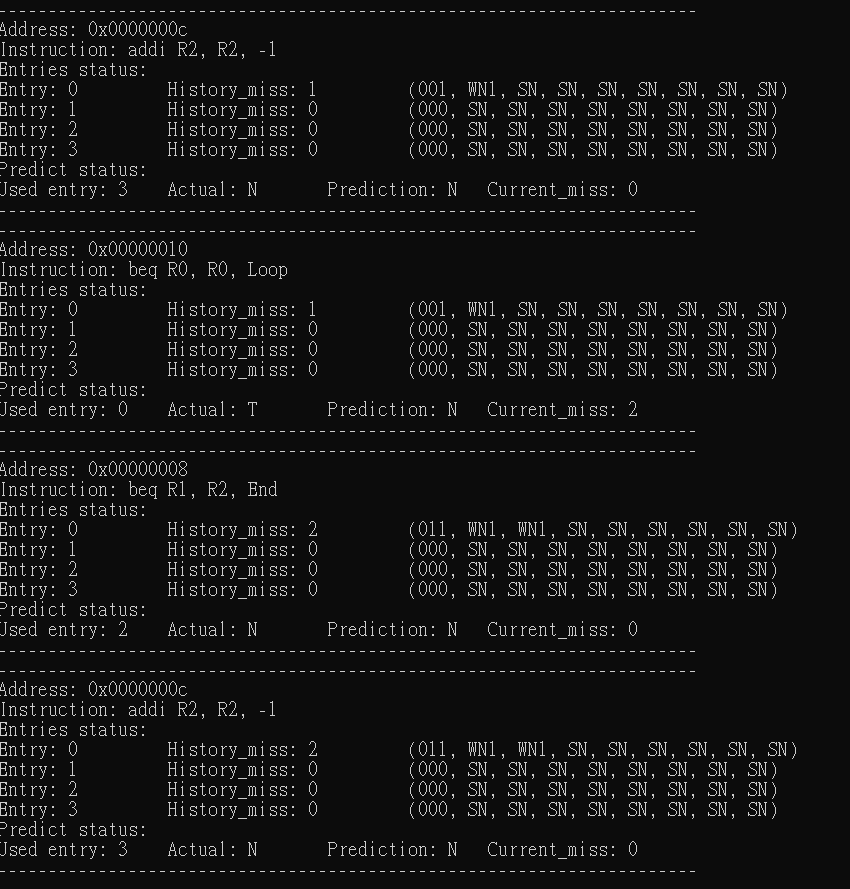 ----------------------------------------------------------------------
Address: 0x0000000c
Instruction: addi R2, R2, -1
Entries status:
Entry: 0         History_miss: 1         (001, WN1, SN, SN, SN, SN, SN, SN, SN)
Entry: 1         History_miss: 0         (000, SN, SN, SN, SN, SN, SN, SN, SN)
Entry: 2         History_miss: 0         (000, SN, SN, SN, SN, SN, SN, SN, SN)
Entry: 3         History_miss: 0         (000, SN, SN, SN, SN, SN, SN, SN, SN)
Predict status:
Used entry: 3    Actual: N       Prediction: N   Current_miss: 0
----------------------------------------------------------------------
----------------------------------------------------------------------
Address: 0x00000010
Instruction: beq R0, R0, Loop
Entries status:
Entry: 0         History_miss: 1         (001, WN1, SN, SN, SN, SN, SN, SN, SN)
Entry: 1         History_miss: 0         (000, SN, SN, SN, SN, SN, SN, SN, SN)
Entry: 2         History_miss: 0         (000, SN, SN, SN, SN, SN, SN, SN, SN)
Entry: 3         History_miss: 0         (000, SN, SN, SN, SN, SN, SN, SN, SN)
Predict status:
Used entry: 0    Actual: T       Prediction: N   Current_miss: 2
----------------------------------------------------------------------
----------------------------------------------------------------------
Address: 0x00000008
Instruction: beq R1, R2, End
Entries status:
Entry: 0         History_miss: 2         (011, WN1, WN1, SN, SN, SN, SN, SN, SN)
Entry: 1         History_miss: 0         (000, SN, SN, SN, SN, SN, SN, SN, SN)
Entry: 2         History_miss: 0         (000, SN, SN, SN, SN, SN, SN, SN, SN)
Entry: 3         History_miss: 0         (000, SN, SN, SN, SN, SN, SN, SN, SN)
Predict status:
Used entry: 2    Actual: N       Prediction: N   Current_miss: 0
----------------------------------------------------------------------
----------------------------------------------------------------------
Address: 0x0000000c
Instruction: addi R2, R2, -1
Entries status:
Entry: 0         History_miss: 2         (011, WN1, WN1, SN, SN, SN, SN, SN, SN)
Entry: 1         History_miss: 0         (000, SN, SN, SN, SN, SN, SN, SN, SN)
Entry: 2         History_miss: 0         (000, SN, SN, SN, SN, SN, SN, SN, SN)
Entry: 3         History_miss: 0         (000, SN, SN, SN, SN, SN, SN, SN, SN)
Predict status:
Used entry: 3    Actual: N       Prediction: N   Current_miss: 0
----------------------------------------------------------------------